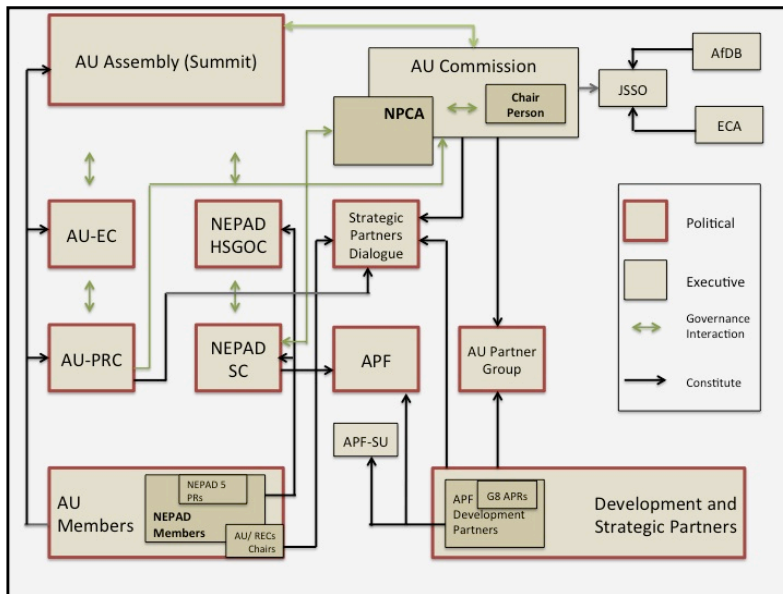 AU Assembly (Summit)
AU Commission
NPCA
Chair
Person
JSSO
AfDB
ECA
AU-EC
NEPAD
HSGOC
Strategic
Partners
Dialogue
Political
Executive
Governance
Interaction
Constitute
AU-PRC
NEPAD
SC
APF
AU Partner
Group
APF-SU
AU
Members
NEPAD 5
PRs
NEPAD
Members
AU/ RECs
Chairs
APF
Development
Partners
G8 APRs
Development and
Strategic Partners